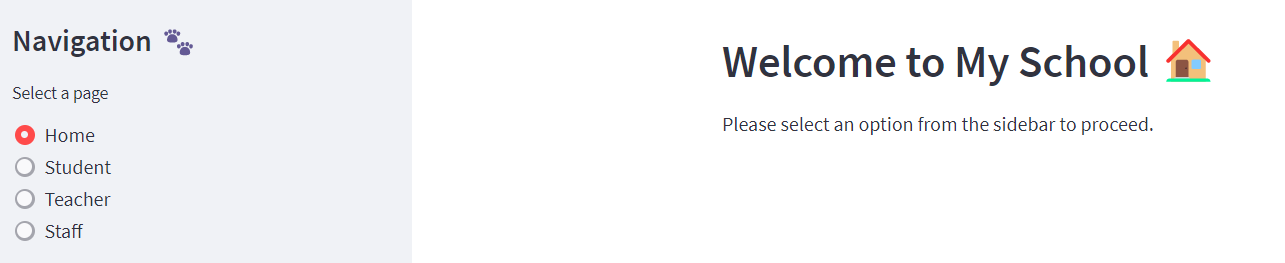 Navigation 🐾
Select a page
Home
Student
Teacher
Staff
Welcome to My School 🏠
Please select an option from the sidebar to proceed.